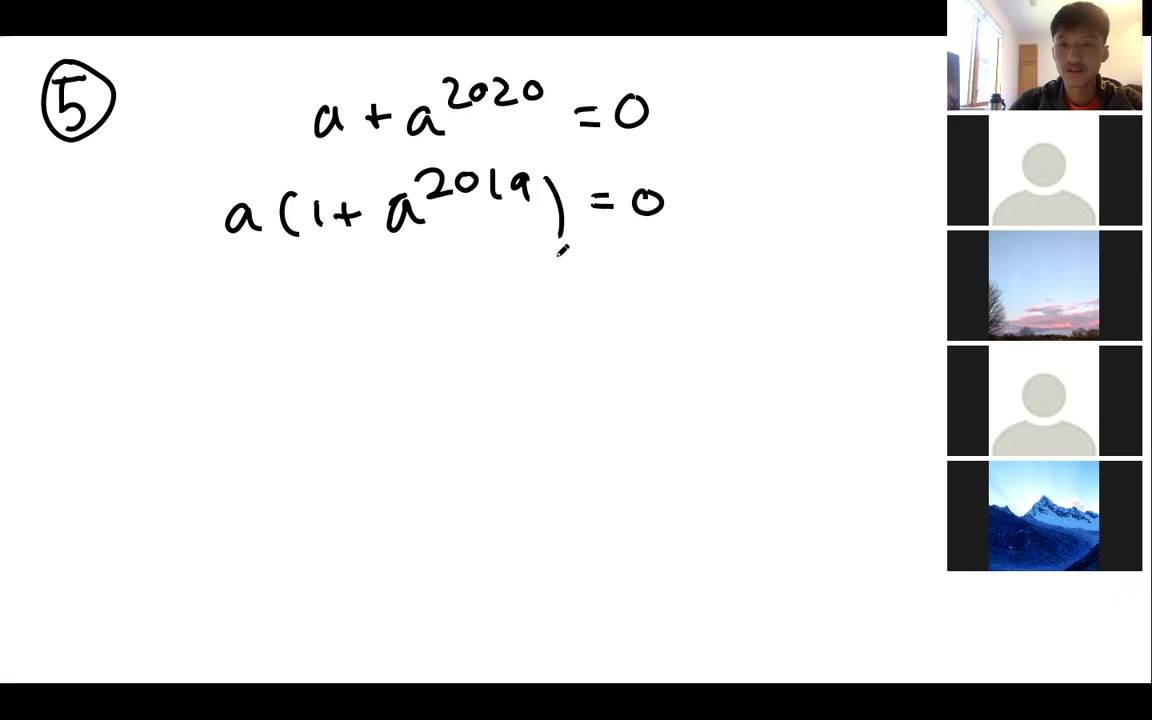 ⑤ a + a^2020 = 0
a(1 + a^2019) = 0